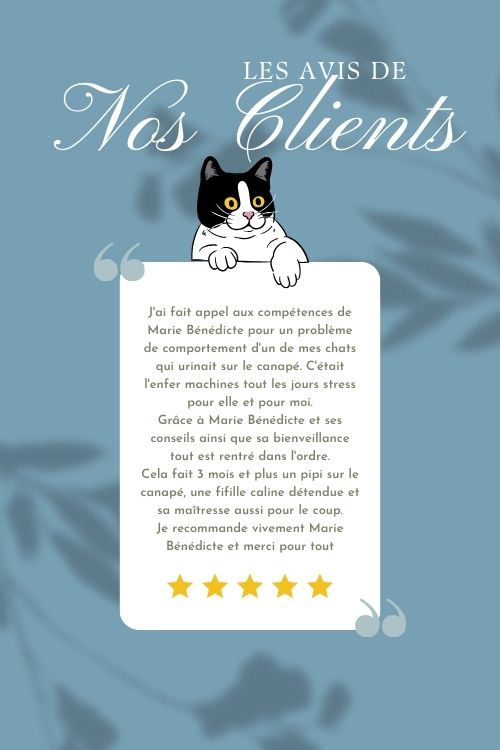 LES AVIS DE
Nos Clients
J'ai fait appel aux compétences de
Marie Bénédicte pour un problème
de comportement d'un de mes chats
qui urinait sur le canapé. C'était
l'enfer machines tout les jours stress
pour elle et pour moi.
Grâce à Marie Bénédicte et ses
conseils ainsi que sa bienveillance
tout est rentré dans l'ordre.
Cela fait 3 mois et plus un pipi sur le
canapé, une fifille caline détendue et
sa maîtresse aussi pour le coup.
Je recommande vivement Marie
Bénédicte et merci pour tout